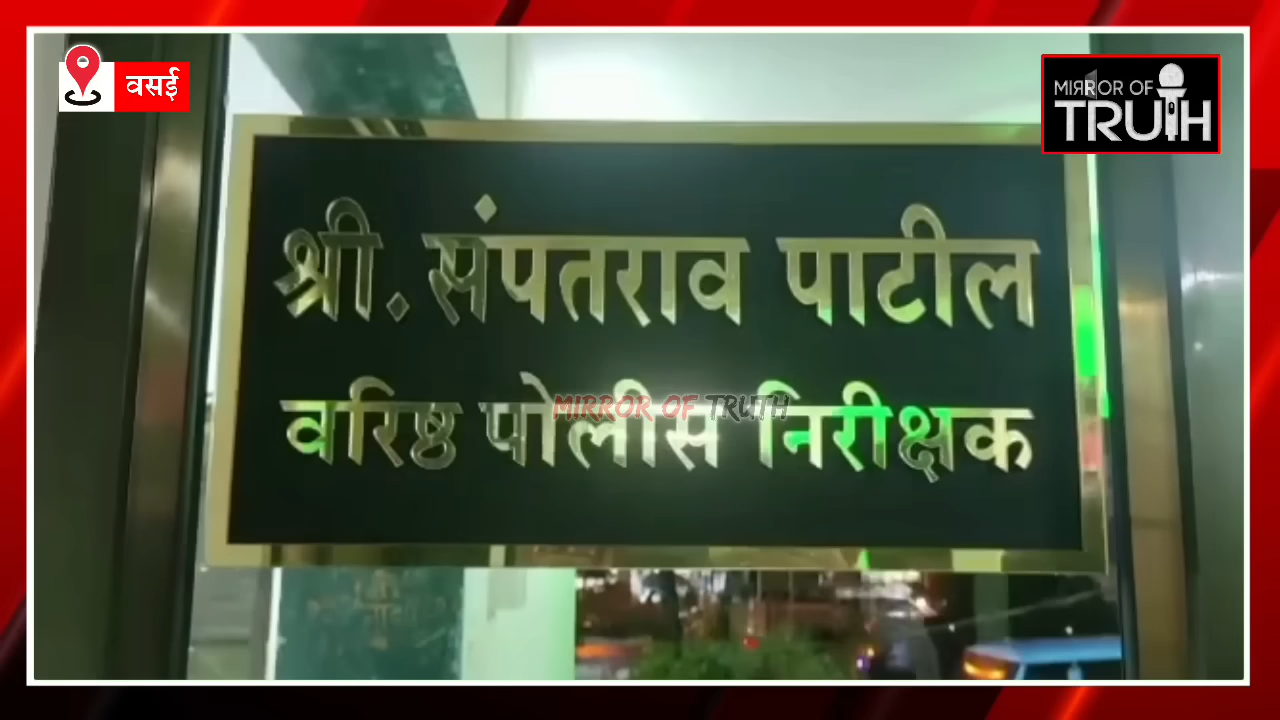 वसई
MIRROR OF
TRUTH
श्री. संपतराव पाटील
वरिष्ठ पोलीस निरीक्षक
MIRROR OF TRUTH